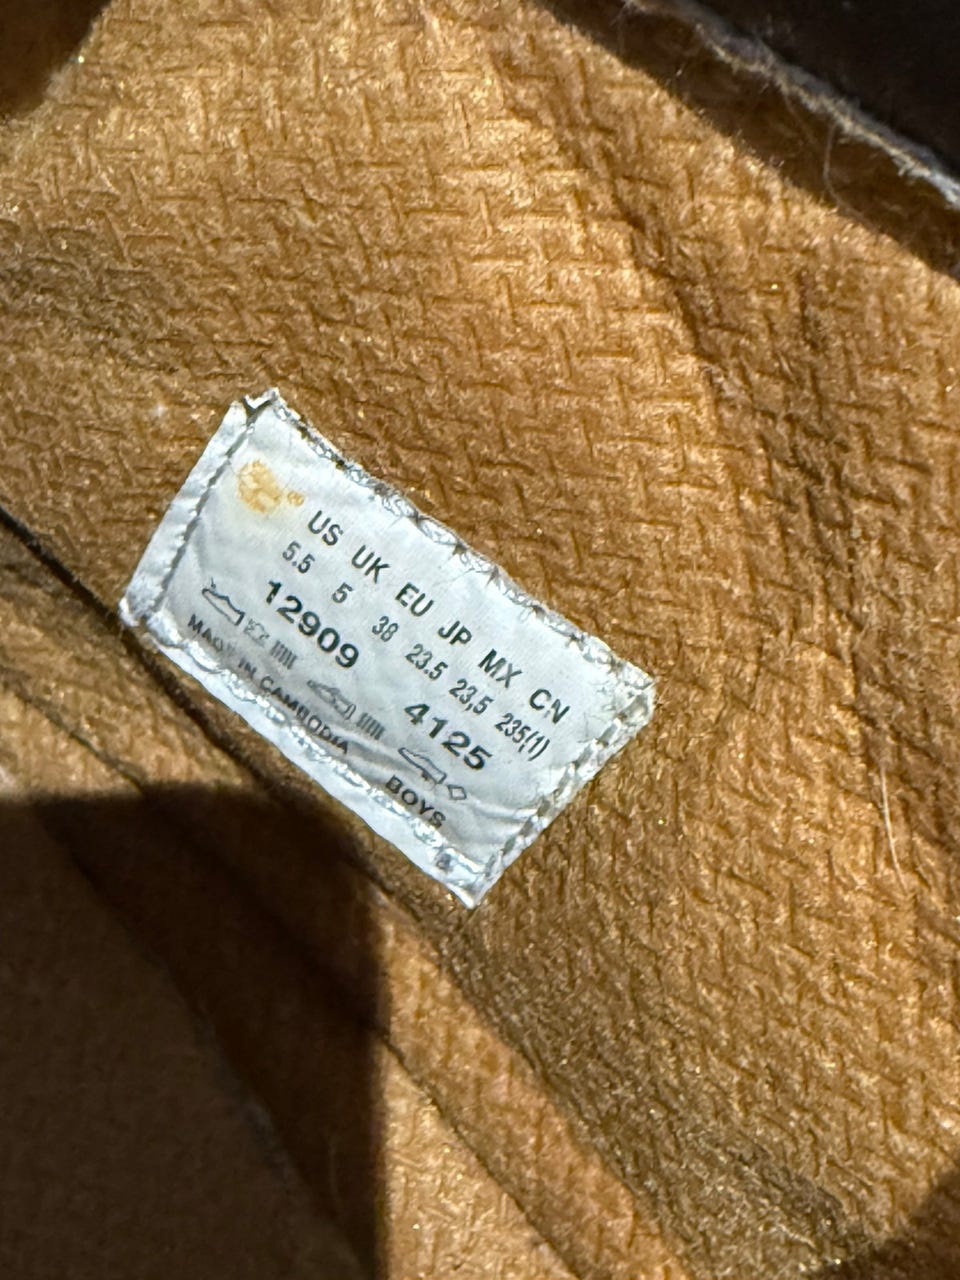 ®
US UK EU JP MX CN
5.5 5 38 23.5 23,5 235(1)
12909 4125
MADE IN CAMBODIA BOYS